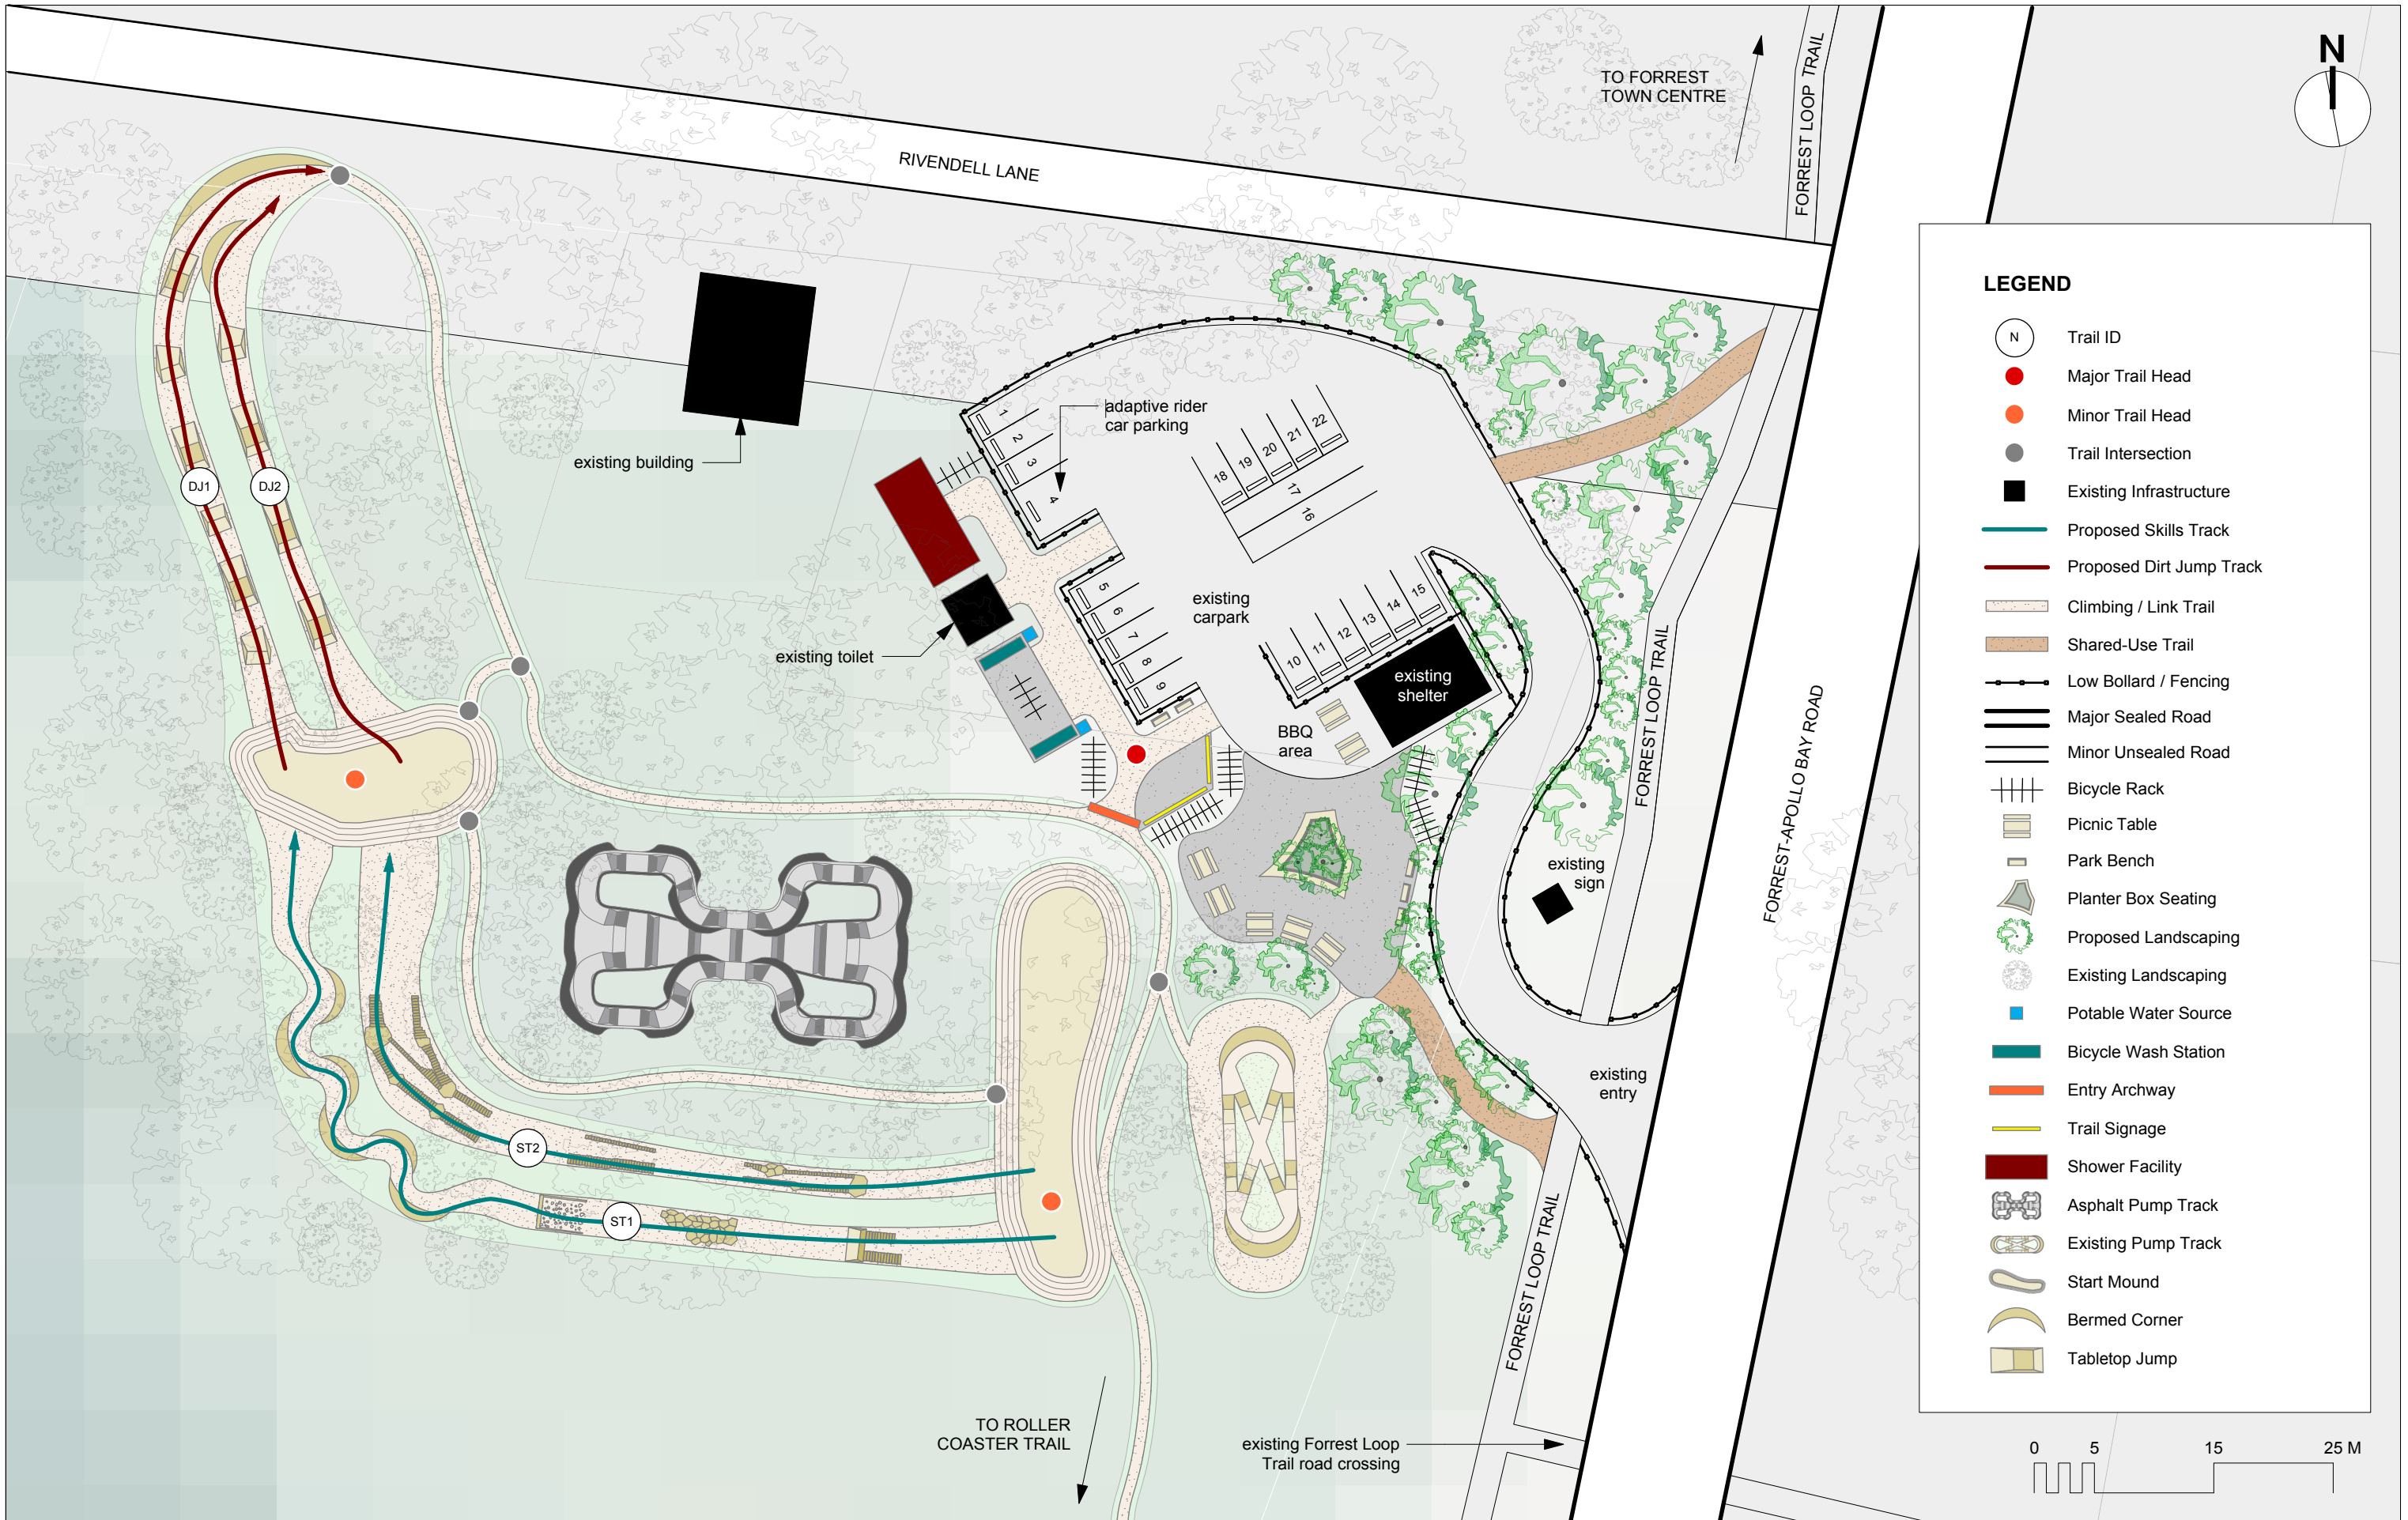 TO FORREST
TOWN CENTRE
FORREST LOOP TRAIL
N
RIVENDELL LANE
existing building
adaptive rider
car parking
1
2
3
4
5
6
7
8
9
10
11
12
13
14
15
16
17
18
19
20
21
22
DJ1
DJ2
existing
carpark
existing toilet
existing
shelter
BBQ
area
FORREST LOOP TRAIL
FORREST-APOLLO BAY ROAD
existing
sign
existing
entry
ST2
ST1
FORREST LOOP TRAIL
TO ROLLER
COASTER TRAIL
existing Forrest Loop
Trail road crossing
LEGEND
N
Trail ID
Major Trail Head
Minor Trail Head
Trail Intersection
Existing Infrastructure
Proposed Skills Track
Proposed Dirt Jump Track
Climbing / Link Trail
Shared-Use Trail
Low Bollard / Fencing
Major Sealed Road
Minor Unsealed Road
Bicycle Rack
Picnic Table
Park Bench
Planter Box Seating
Proposed Landscaping
Existing Landscaping
Potable Water Source
Bicycle Wash Station
Entry Archway
Trail Signage
Shower Facility
Asphalt Pump Track
Existing Pump Track
Start Mound
Bermed Corner
Tabletop Jump
0 5 15 25 M